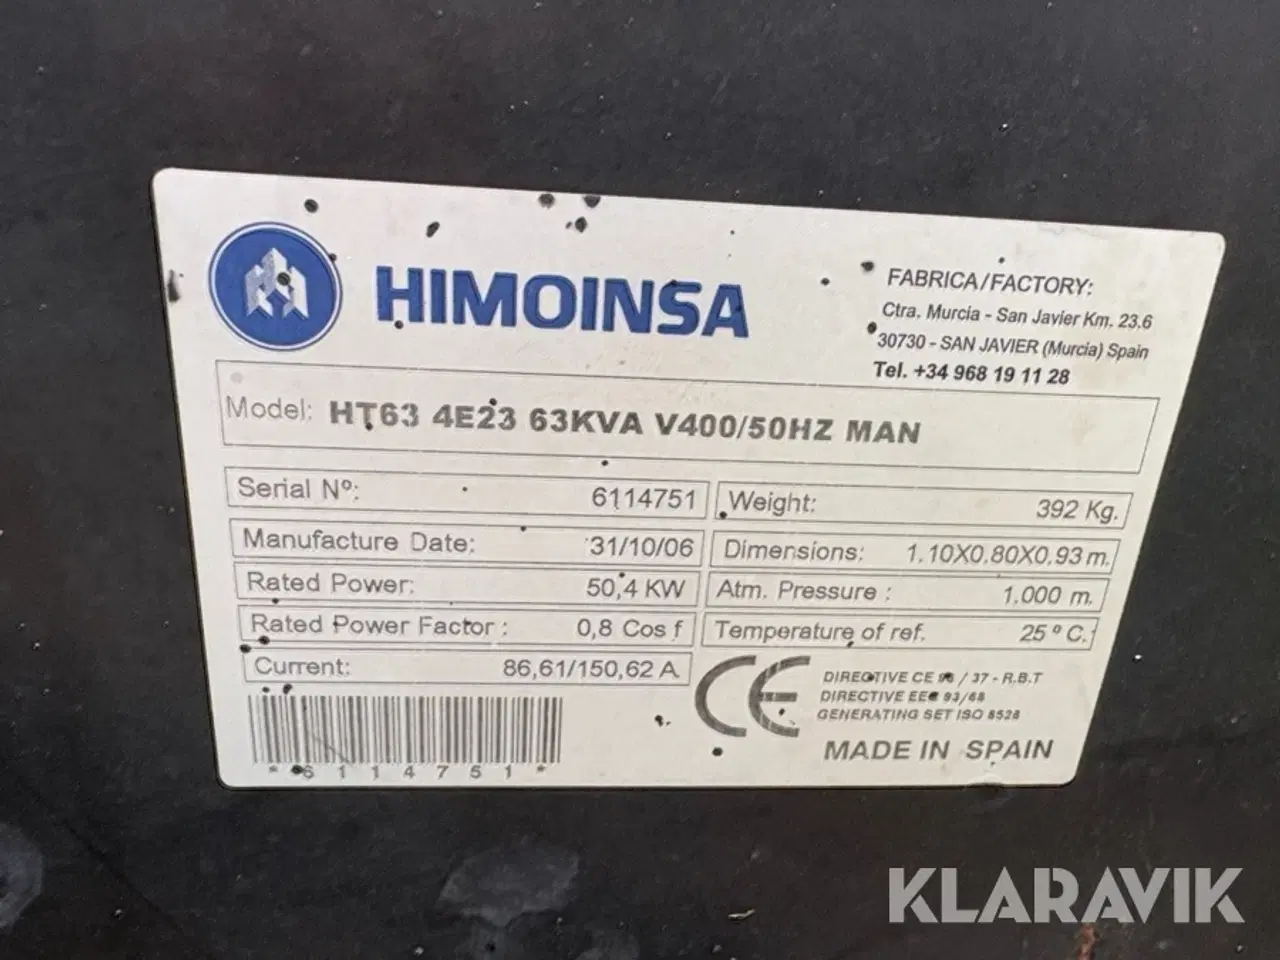 HIMOINSA
FABRICA/FACTORY:
Ctra. Murcia - San Javier Km. 23.6
30730 - SAN JAVIER (Murcia) Spain
Tel. +34 968 19 11 28
Model: HT63 4E23 63KVA V400/50HZ MAN
Serial Nº: 6114751
Weight: 392 Kg.
Manufacture Date: 31/10/06
Dimensions: 1.10X0.80X0.93 m.
Rated Power: 50,4 KW
Atm. Pressure : 1.000 m.
Rated Power Factor : 0,8 Cos f
Temperature of ref. 25 º C.
Current: 86,61/150,62 A
CE
DIRECTIVE CE 98 / 37 - R.B.T
DIRECTIVE EEC 93/68
GENERATING SET ISO 8528
MADE IN SPAIN
*6114751*
KLARAVIK